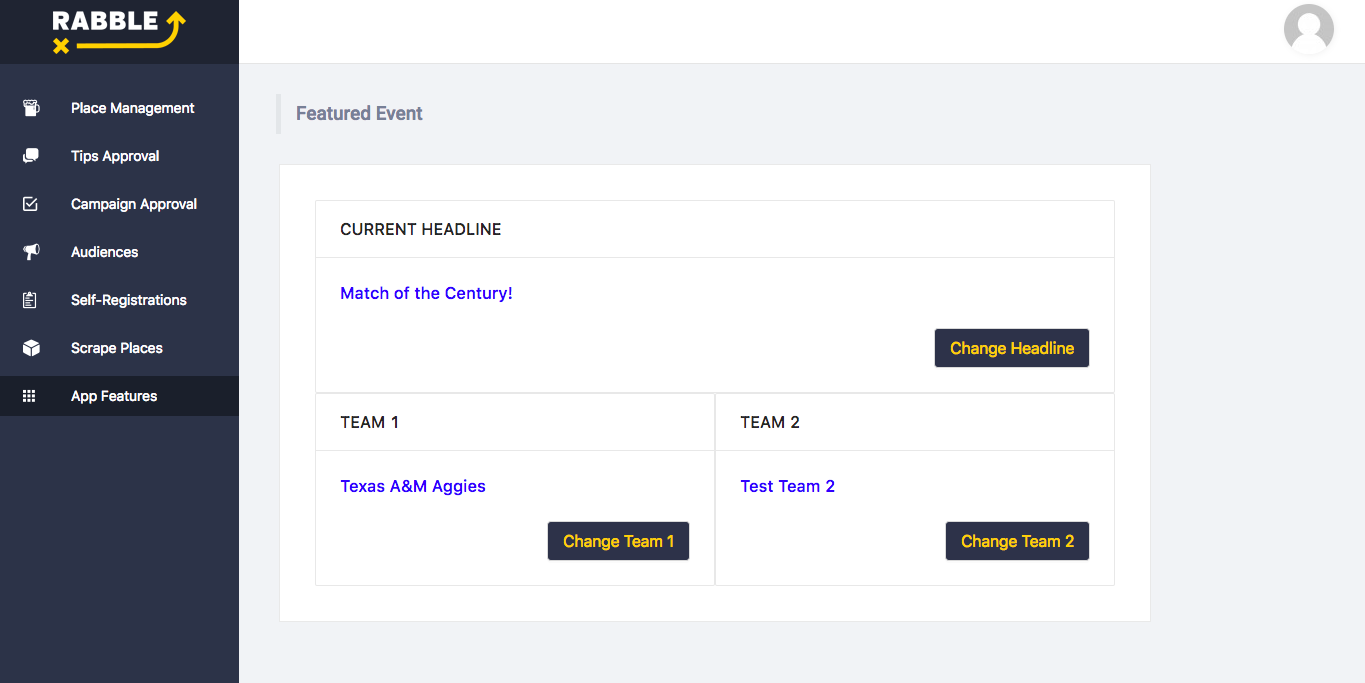 RABBLE
Place Management
Tips Approval
Campaign Approval
Audiences
Self-Registrations
Scrape Places
App Features
Featured Event
CURRENT HEADLINE
Match of the Century!
Change Headline
TEAM 1
Texas A&M Aggies
Change Team 1
TEAM 2
Test Team 2
Change Team 2